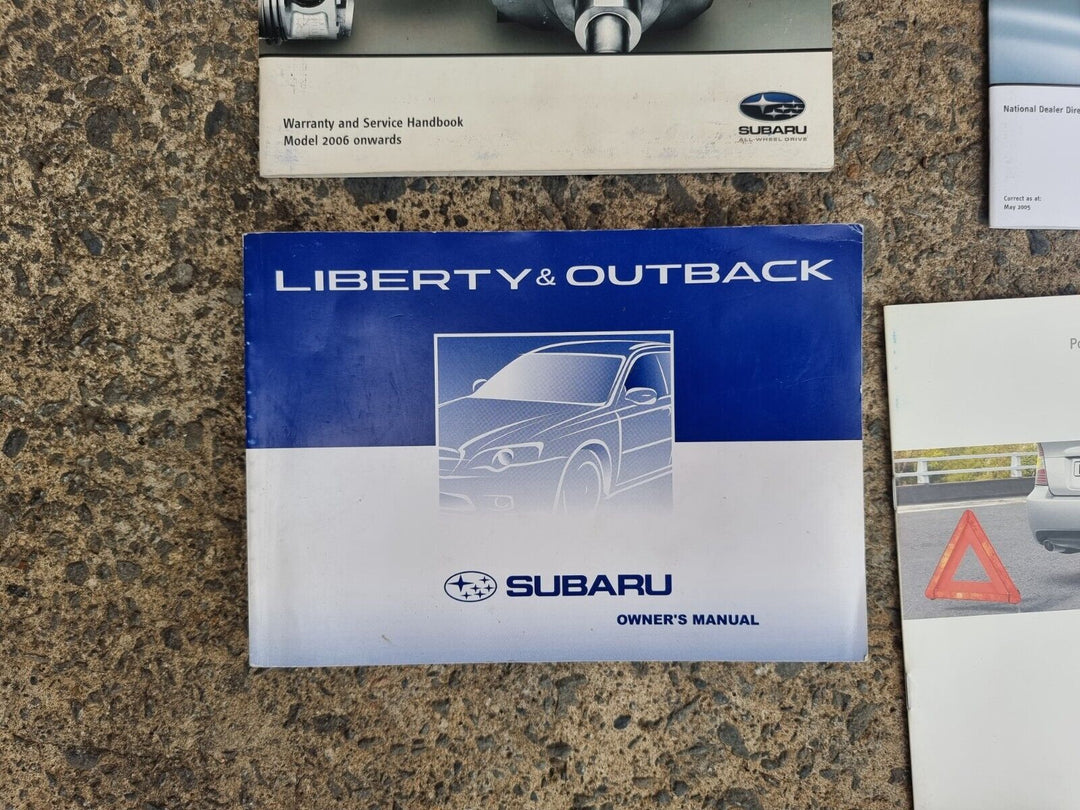 Warranty and Service Handbook
Model 2006 onwards
SUBARU
ALL-WHEEL DRIVE
National Dealer
Correct as at:
May 2005
LIBERTY & OUTBACK
SUBARU
OWNER'S MANUAL